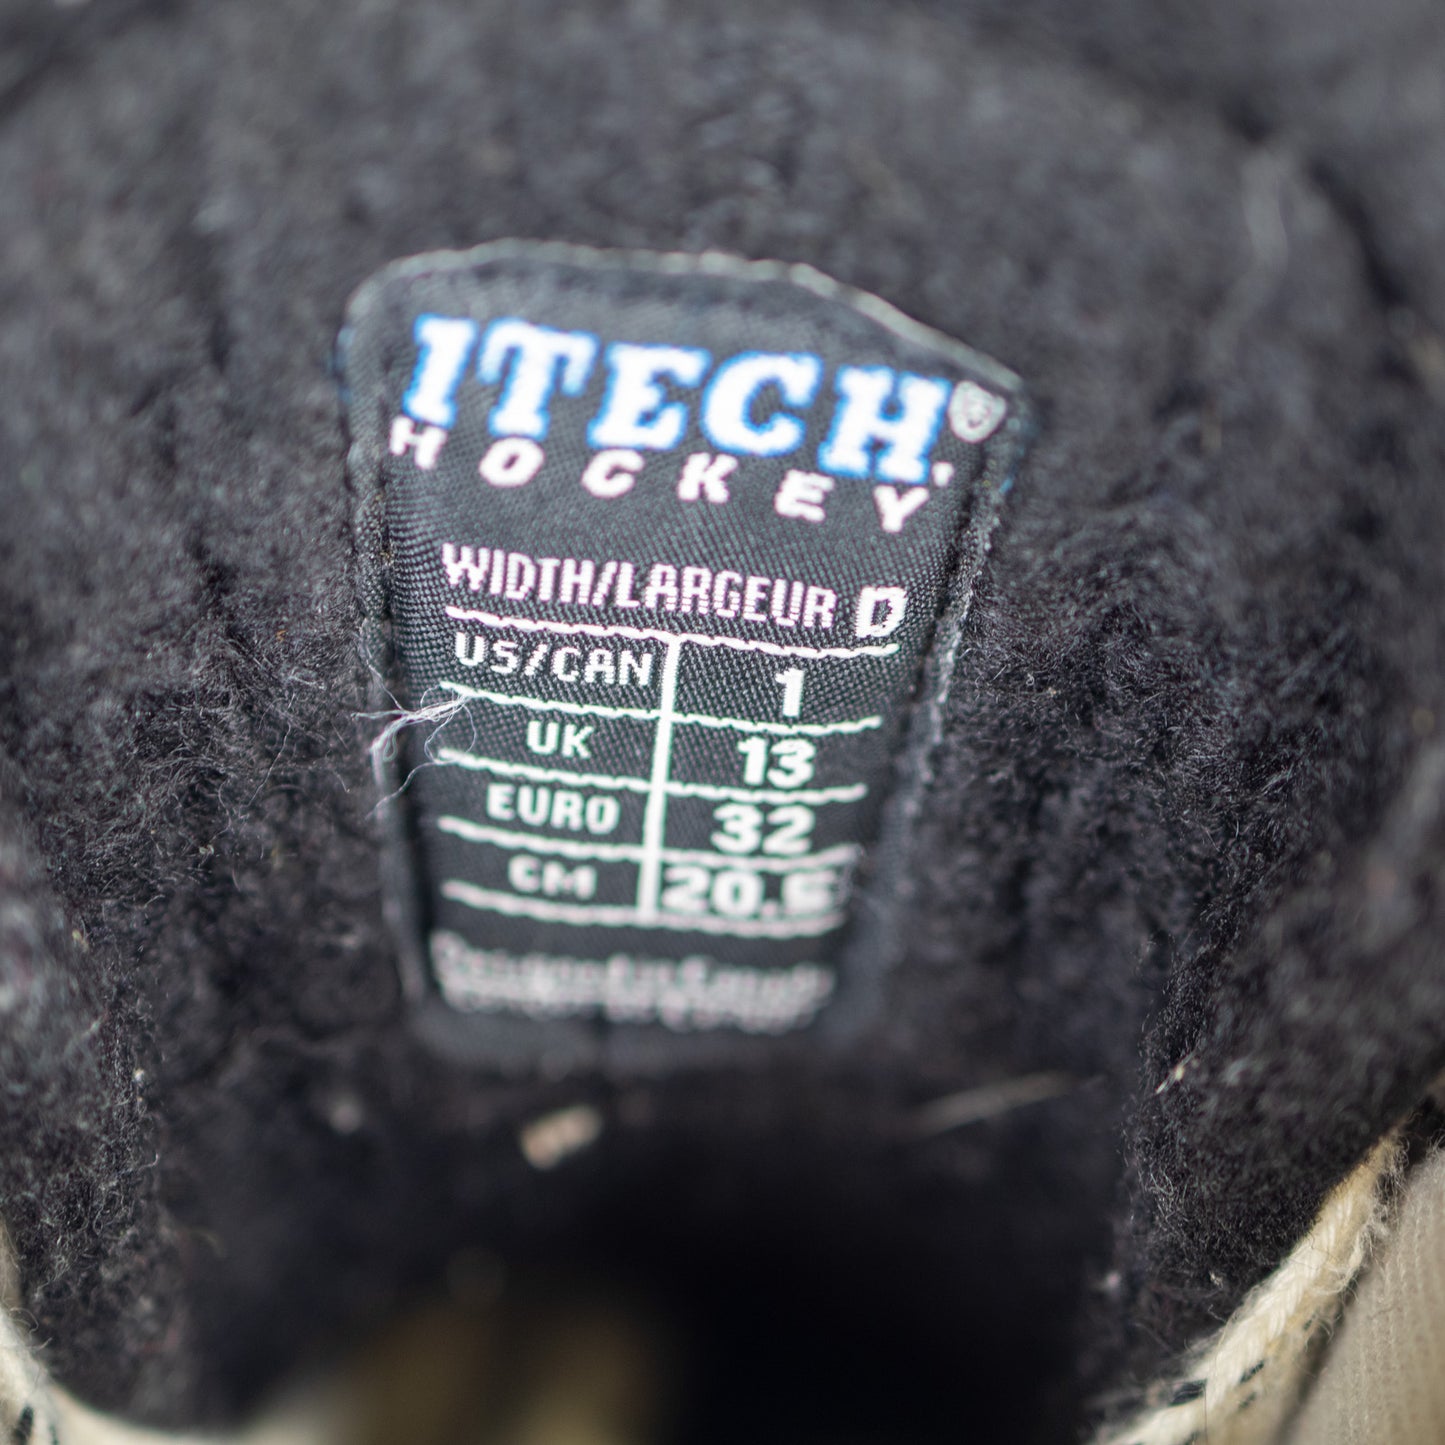 ITECH
HOCKEY
WIDTH/LARGEUR D
US/CAN 1
UK 13
EURO 32
CM